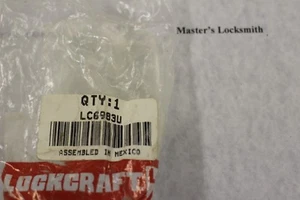 Master's Locksmith
QTY:1
LC6983U
ASSEMBLED IN MEXICO
LOCKCRAFT